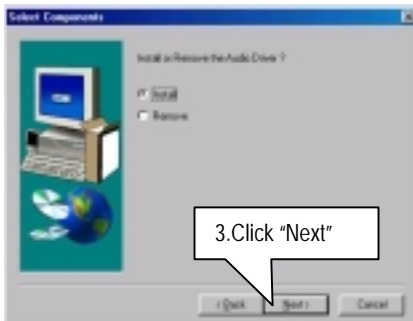 Select Components
Install or Remove the Audio Driver ?
Install
Remove
3.Click “Next”
< Back
Next >
Cancel